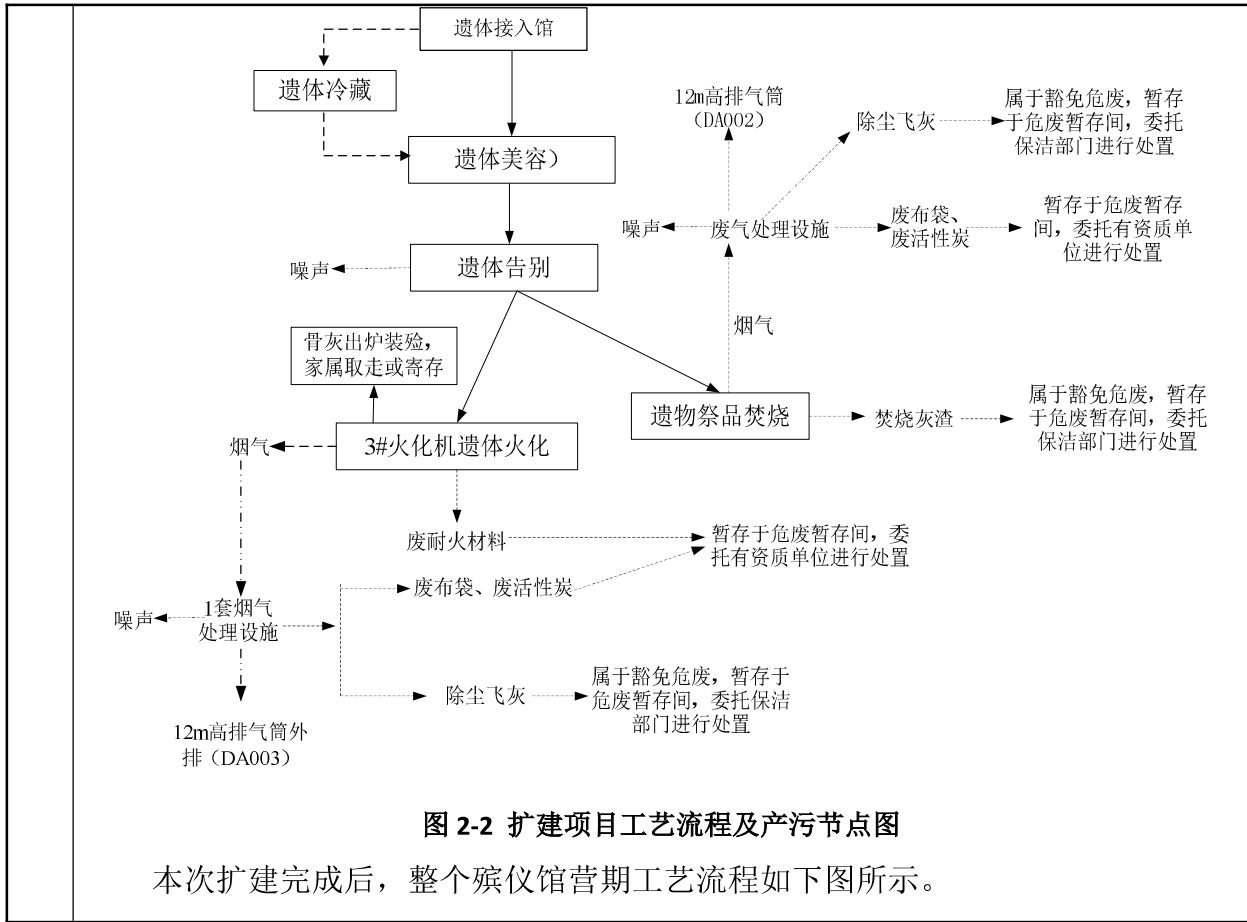 遗体接入馆
遗体冷藏
遗体美容）
遗体告别
噪声
骨灰出炉装殓，
家属取走或寄存
3#火化机遗体火化
烟气
废耐火材料
暂存于危废暂存间，委
托有资质单位进行处置
废布袋、废活性炭
噪声
1套烟气
处理设施
除尘飞灰
属于豁免危废，暂存于
危废暂存间，委托保洁
部门进行处置
12m高排气筒外
排（DA003）
12m高排气筒
（DA002）
除尘飞灰
属于豁免危废，暂存
于危废暂存间，委托
保洁部门进行处置
噪声
废气处理设施
废布袋、
废活性炭
暂存于危废暂存
间，委托有资质单
位进行处置
烟气
遗物祭品焚烧
焚烧灰渣
属于豁免危废，暂存
于危废暂存间，委托
保洁部门进行处置
图 2-2 扩建项目工艺流程及产污节点图
本次扩建完成后，整个殡仪馆营期工艺流程如下图所示。